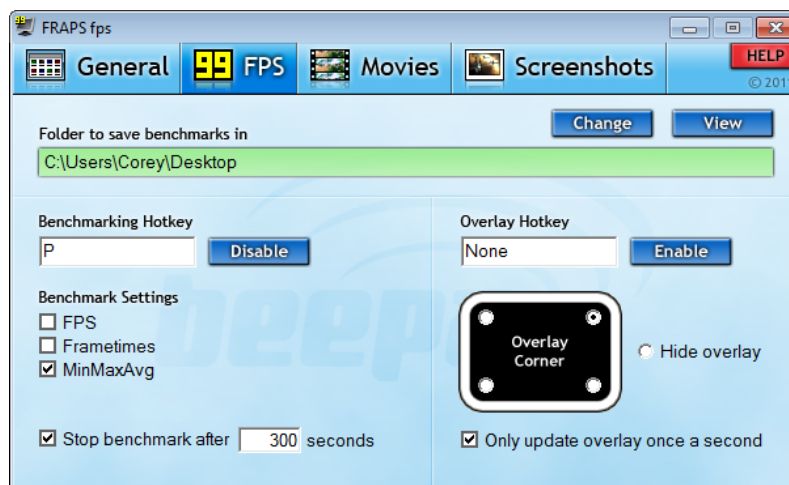 FRAPS fps
General
99 FPS
Movies
Screenshots
HELP
Folder to save benchmarks in
Change
View
C:\Users\Corey\Desktop
Benchmarking Hotkey
P
Disable
Overlay Hotkey
None
Enable
Benchmark Settings
FPS
Frametimes
MinMaxAvg
Overlay
Corner
Hide overlay
Stop benchmark after 300 seconds
Only update overlay once a second